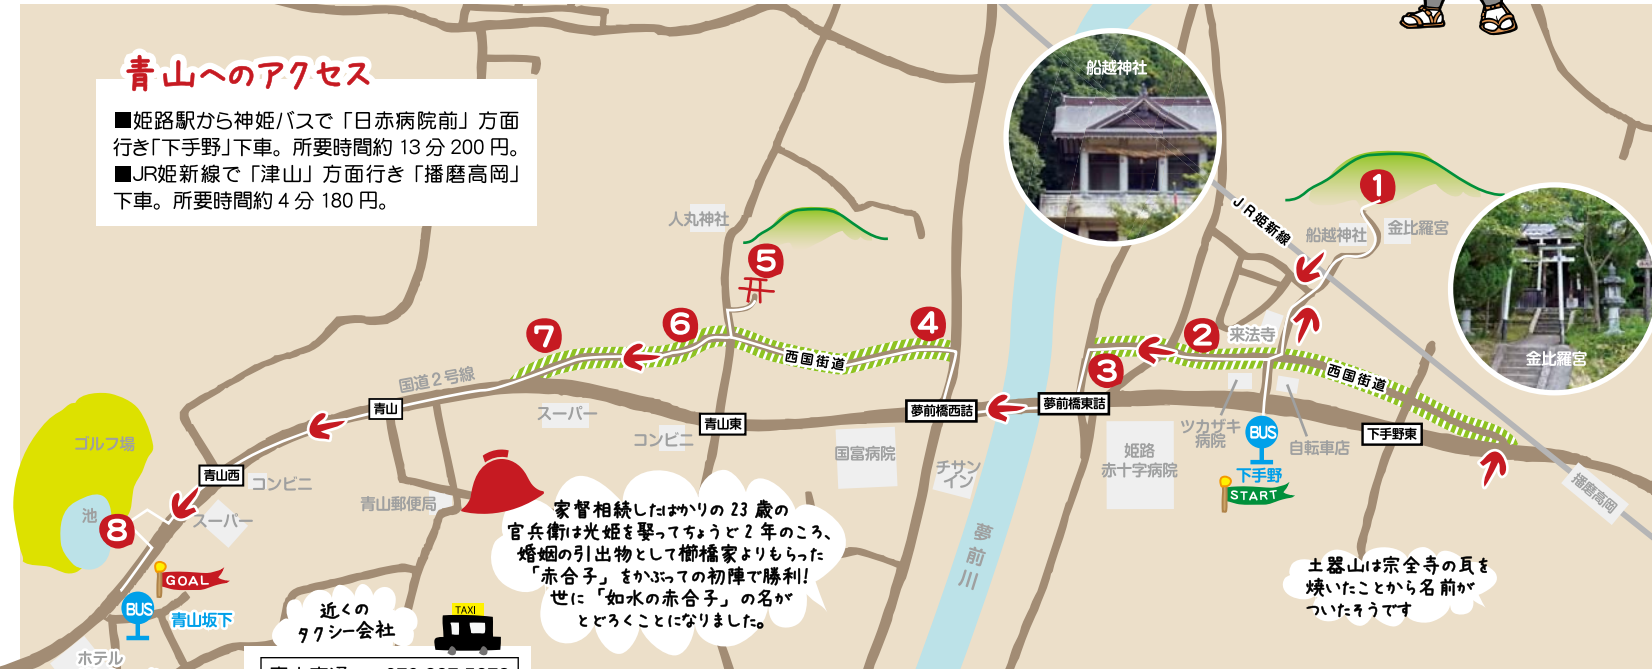 青山へのアクセス
■姫路駅から神姫バスで「日赤病院前」方面
行き「下手野」下車。所要時間約 13 分 200 円。
■JR姫新線で「津山」方面行き「播磨高岡」
下車。所要時間約 4 分 180 円。
船越神社
JR姫新線
1
船越神社
金比羅宮
金比羅宮
人丸神社
5
7
6
4
2
3
来法寺
西国街道
西国街道
国道2号線
青山
スーパー
コンビニ
青山東
夢前橋西詰
夢前橋東詰
下手野東
ツカザキ
病院
BUS
下手野
START
自転車店
姫路
赤十字病院
国富病院
チサン
イン
夢前川
播磨高岡
ゴルフ場
池
8
青山西
コンビニ
スーパー
青山郵便局
GOAL
BUS
青山坂下
ホテル
家督相続したばかりの 23 歳の
官兵衛は光姫を娶ってちょうど 2 年のころ、
婚姻の引出物として櫛橋家よりもらった
「赤合子」をかぶっての初陣で勝利!
世に「如水の赤合子」の名が
とどろくことになりました。
土器山は宗全寺の瓦を
焼いたことから名前が
ついたそうです
近くの
タクシー会社
TAXI